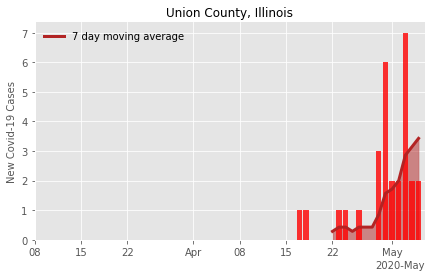 Union County, Illinois
7 day moving average
New Covid-19 Cases
7
6
5
4
3
2
1
0
08 15 22 Apr 08 15 22 May
2020-May